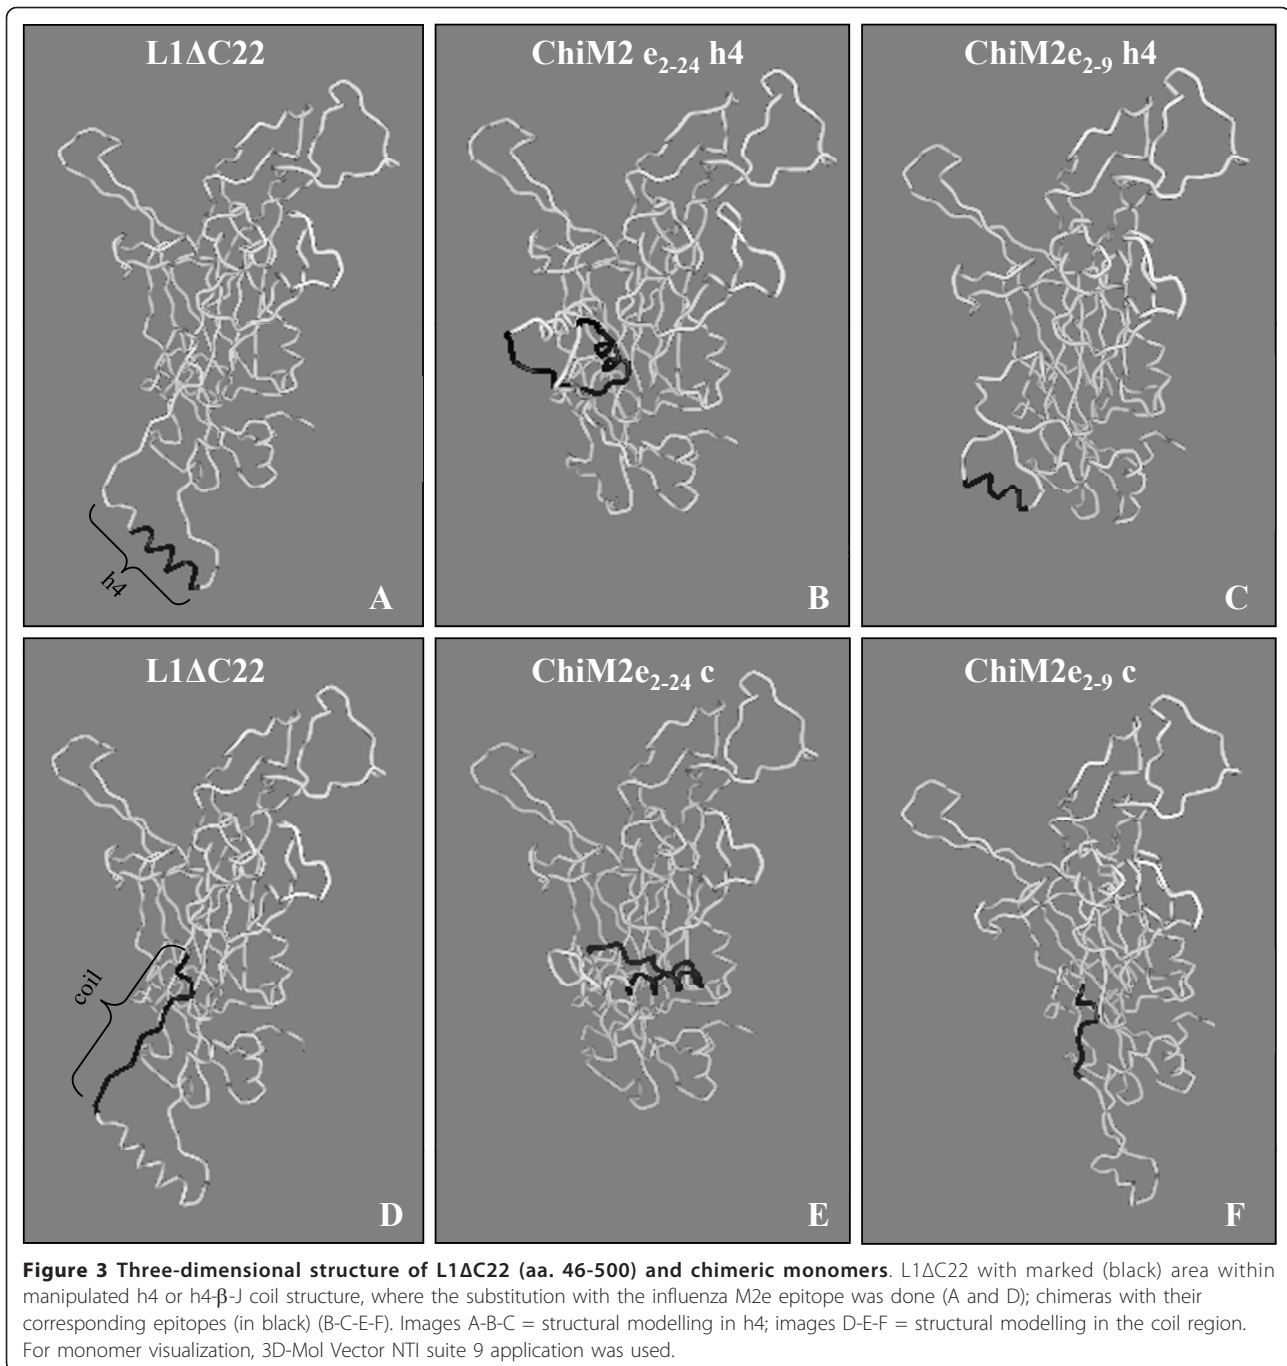 L1ΔC22
ChiM2 e2-24 h4
ChiM2e2-9 h4
h4
A
B
C
L1ΔC22
ChiM2e2-24 c
ChiM2e2-9 c
coil
D
E
F
Figure 3 Three-dimensional structure of L1ΔC22 (aa. 46-500) and chimeric monomers. L1ΔC22 with marked (black) area within
manipulated h4 or h4-β-J coil structure, where the substitution with the influenza M2e epitope was done (A and D); chimeras with their
corresponding epitopes (in black) (B-C-E-F). Images A-B-C = structural modelling in h4; images D-E-F = structural modelling in the coil region.
For monomer visualization, 3D-Mol Vector NTI suite 9 application was used.